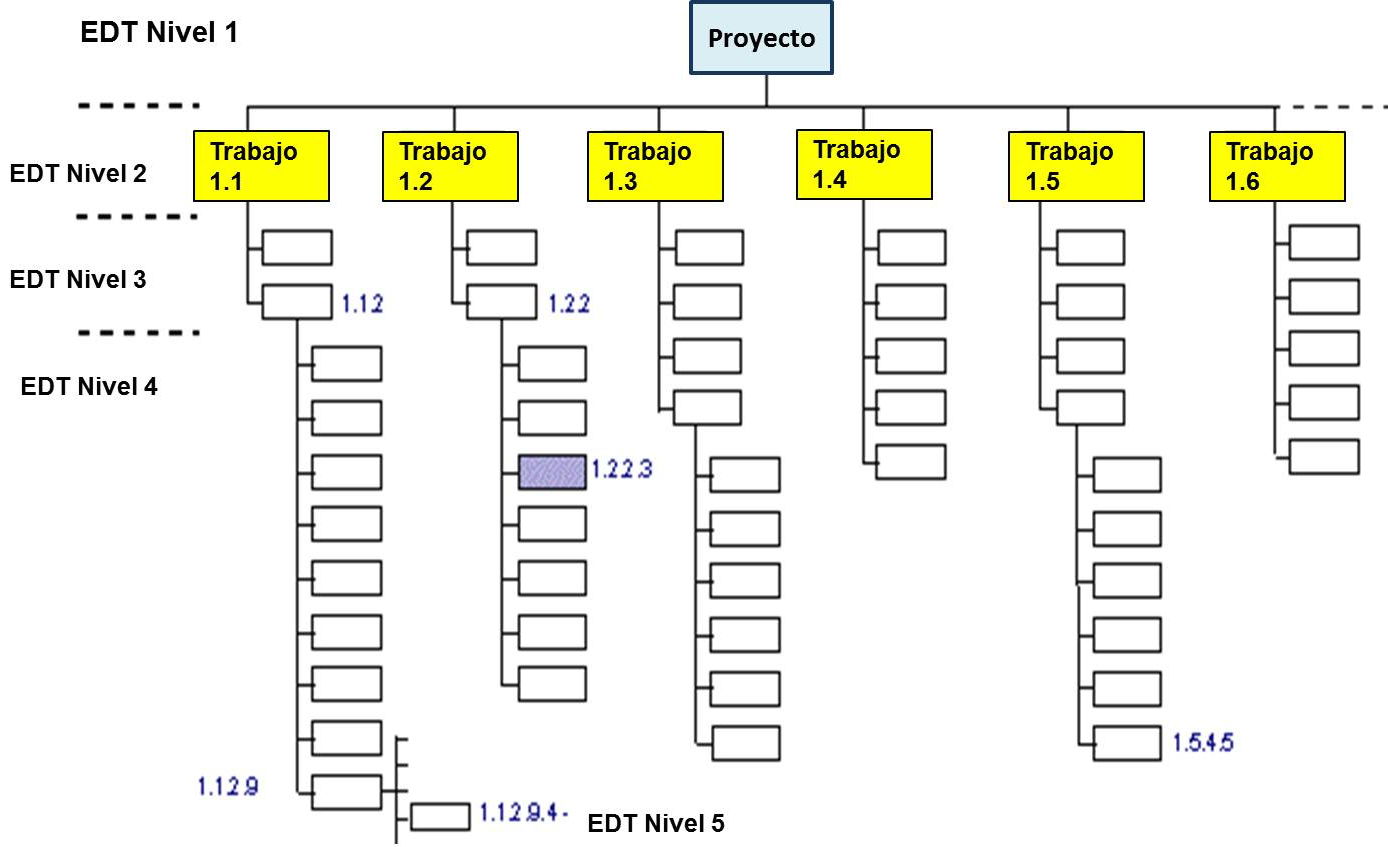 EDT Nivel 1
Proyecto
EDT Nivel 2
Trabajo
1.1
Trabajo
1.2
Trabajo
1.3
Trabajo
1.4
Trabajo
1.5
Trabajo
1.6
EDT Nivel 3
1.1.2
1.2.2
EDT Nivel 4
1.2.2.3
1.5.4.5
1.1.2.9
1.1.2.9.4 -
EDT Nivel 5